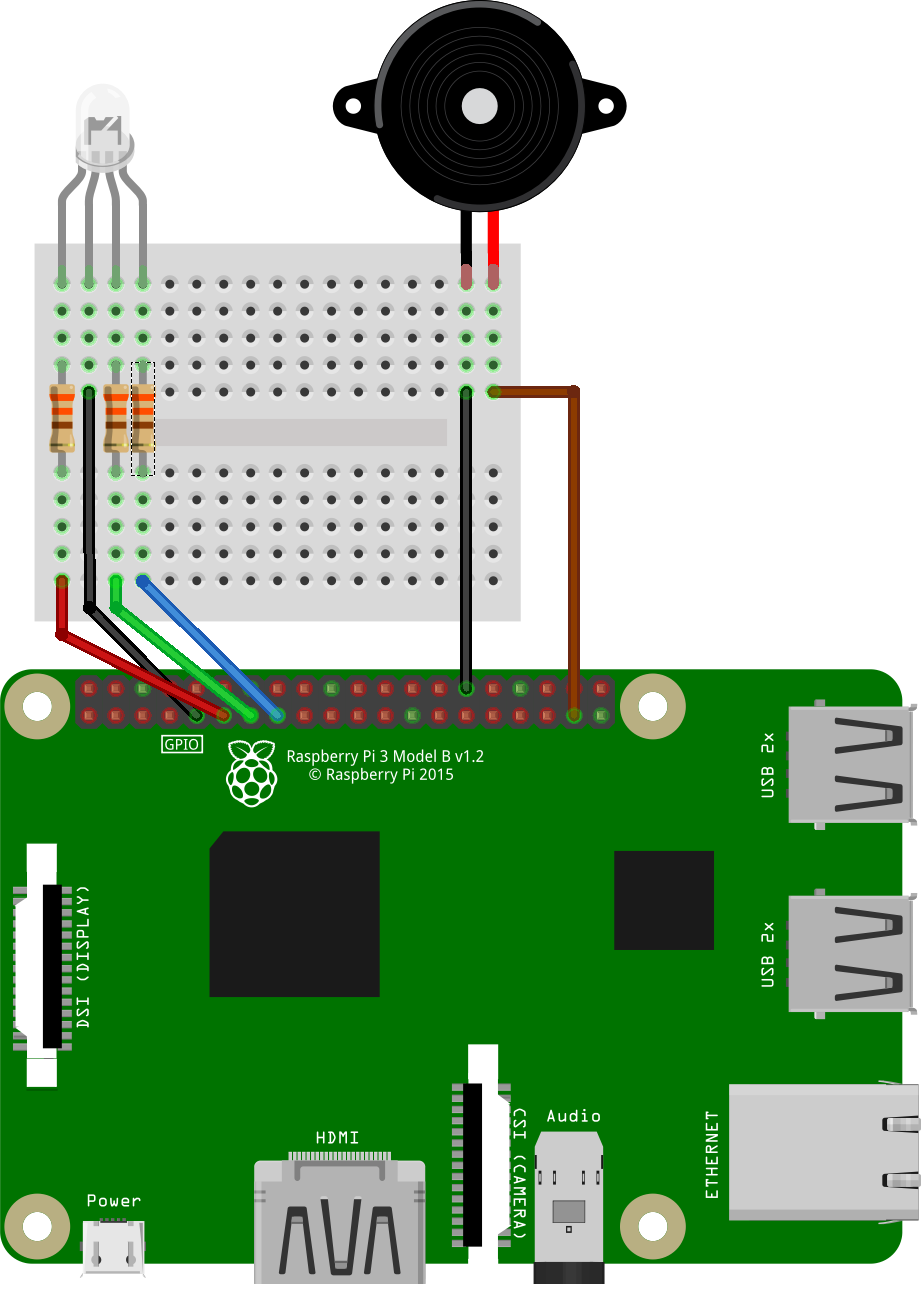 GPIO
Raspberry Pi 3 Model B v1.2
© Raspberry Pi 2015
USB 2x
DSI (DISPLAY)
USB 2x
CSI (CAMERA)
Audio
ETHERNET
HDMI
Power